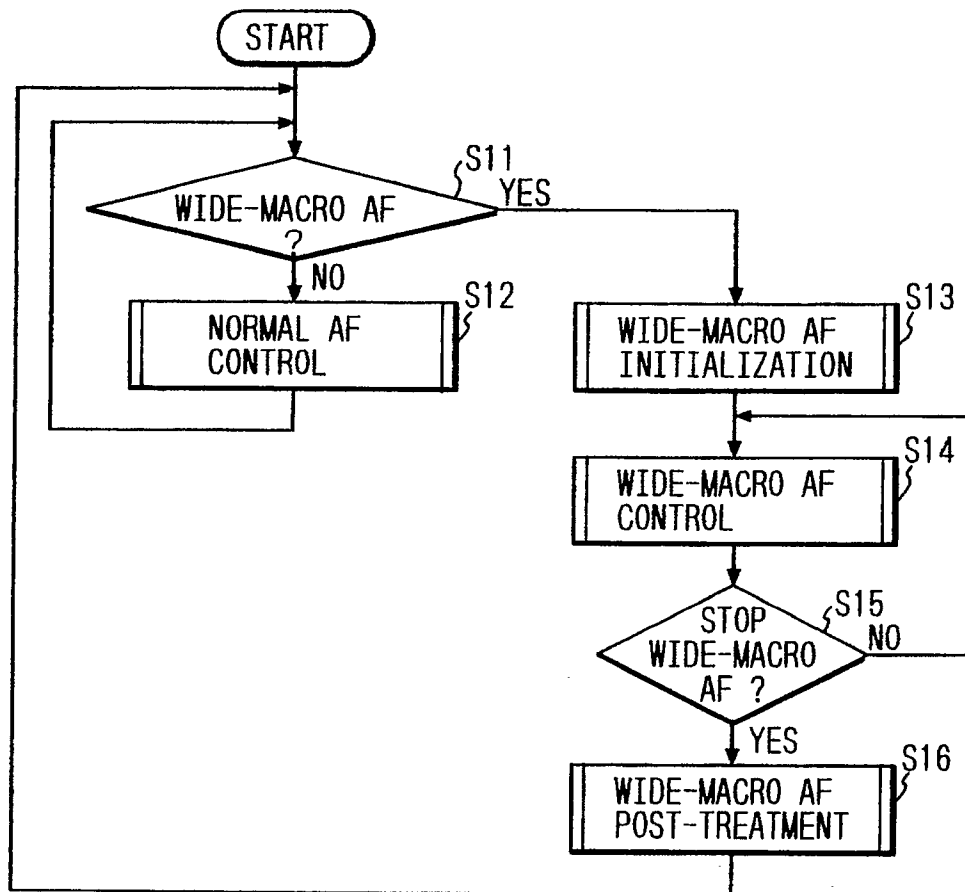 START
S11
WIDE-MACRO AF
?
YES
NO
S12
NORMAL AF
CONTROL
S13
WIDE-MACRO AF
INITIALIZATION
S14
WIDE-MACRO AF
CONTROL
S15
STOP
WIDE-MACRO
AF ?
NO
YES
S16
WIDE-MACRO AF
POST-TREATMENT